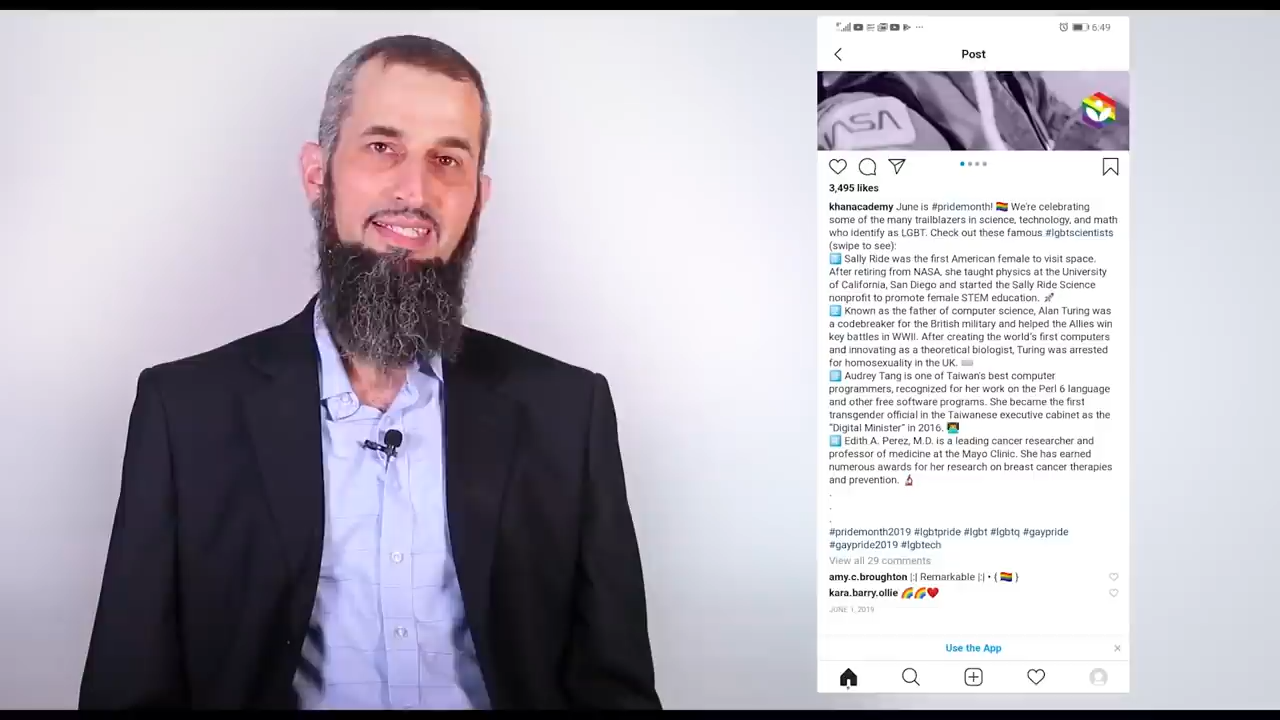 6:49
Post
NASA
3,495 likes
khanacademy June is #pridemonth! 🏳️‍🌈 We're celebrating
some of the many trailblazers in science, technology, and math
who identify as LGBT. Check out these famous #lgbtscientists
(swipe to see):
Sally Ride was the first American female to visit space.
After retiring from NASA, she taught physics at the University
of California, San Diego and started the Sally Ride Science
nonprofit to promote female STEM education. 🚀
Known as the father of computer science, Alan Turing was
a codebreaker for the British military and helped the Allies win
key battles in WWII. After creating the world's first computers
and innovating as a theoretical biologist, Turing was arrested
for homosexuality in the UK. ⌨️
Audrey Tang is one of Taiwan's best computer
programmers, recognized for her work on the Perl 6 language
and other free software programs. She became the first
transgender official in the Taiwanese executive cabinet as the
"Digital Minister" in 2016. 👨‍💻
Edith A. Perez, M.D. is a leading cancer researcher and
professor of medicine at the Mayo Clinic. She has earned
numerous awards for her research on breast cancer therapies
and prevention. 🔬
.
.
.
#pridemonth2019 #lgbtpride #lgbt #lgbtq #gaypride
#gaypride2019 #lgbtech
View all 29 comments
amy.c.broughton |:| Remarkable |:| • { 🏳️‍🌈 }
kara.barry.ollie 🌈🌈❤️
JUNE 1, 2019
Use the App